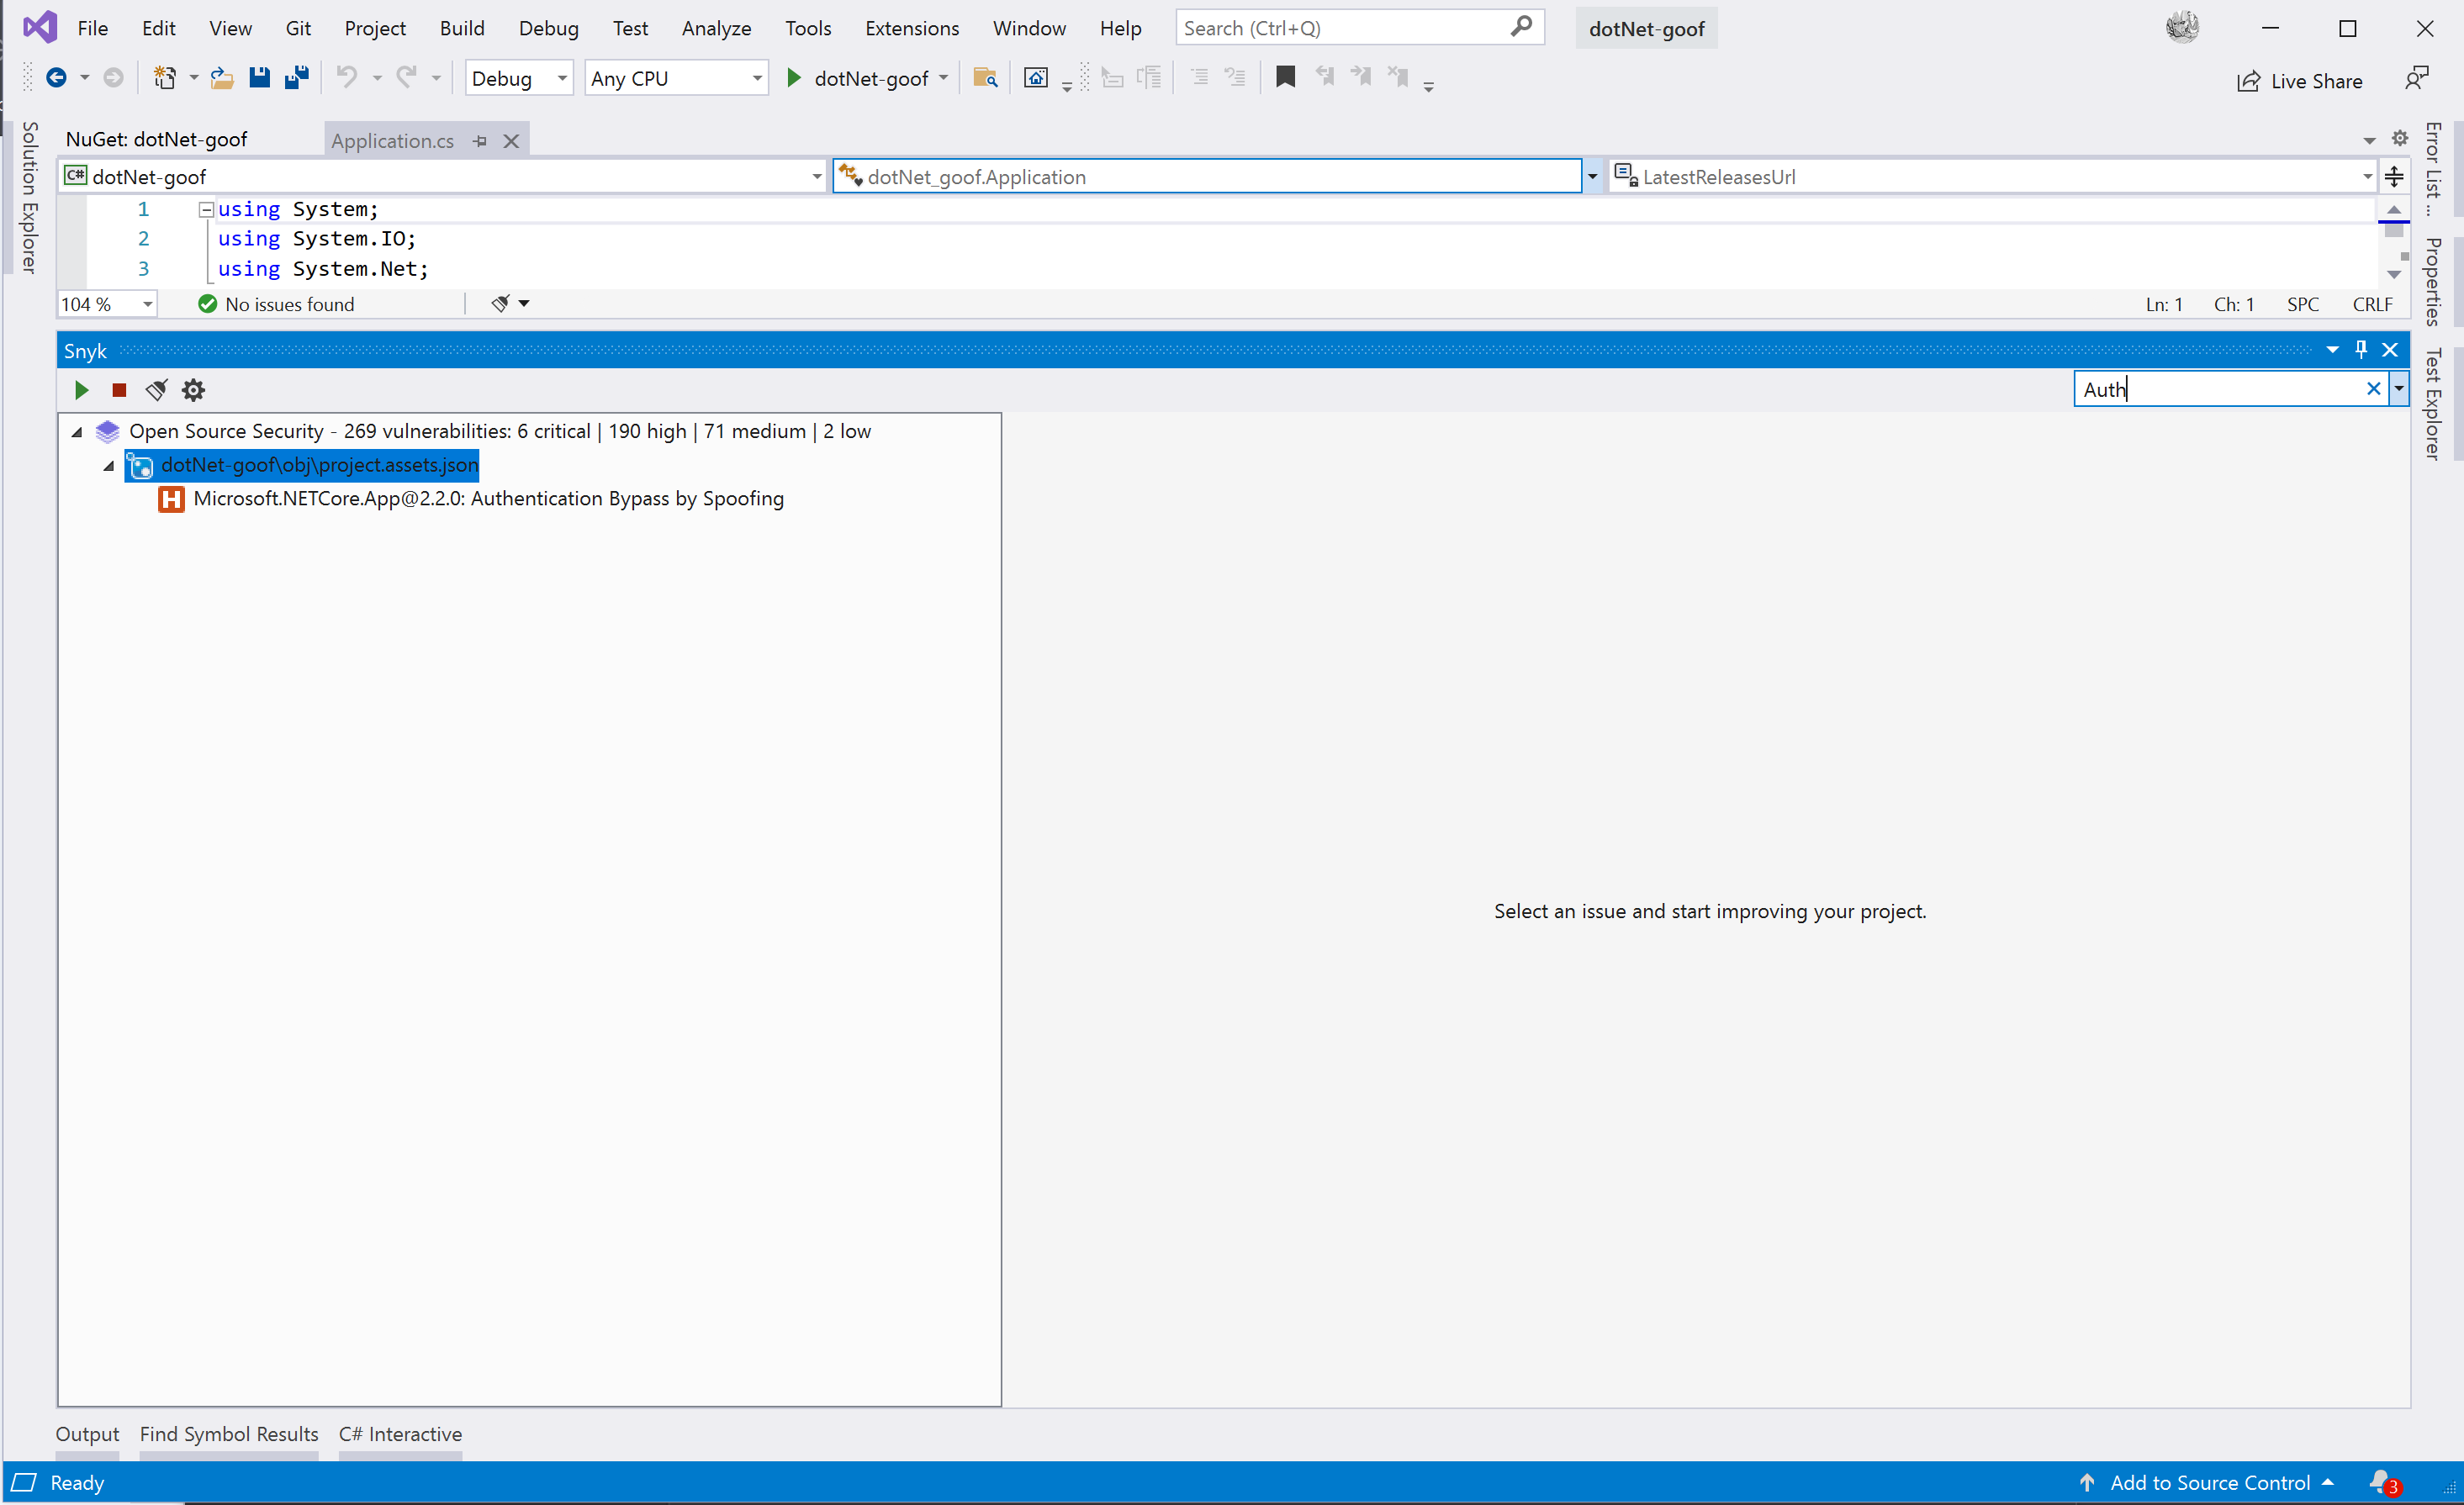 File Edit View Git Project Build Debug Test Analyze Tools Extensions Window Help Search (Ctrl+Q) dotNet-goof
Debug Any CPU dotNet-goof Live Share
Solution Explorer
NuGet: dotNet-goof Application.cs
C# dotNet-goof dotNet_goof.Application LatestReleasesUrl
1 using System;
2 using System.IO;
3 using System.Net;
104 % No issues found Ln: 1 Ch: 1 SPC CRLF
Error List ...
Properties
Test Explorer
Snyk
Auth
Open Source Security - 269 vulnerabilities: 6 critical | 190 high | 71 medium | 2 low
dotNet-goof\obj\project.assets.json
H Microsoft.NETCore.App@2.2.0: Authentication Bypass by Spoofing
Select an issue and start improving your project.
Output Find Symbol Results C# Interactive
Ready Add to Source Control 3